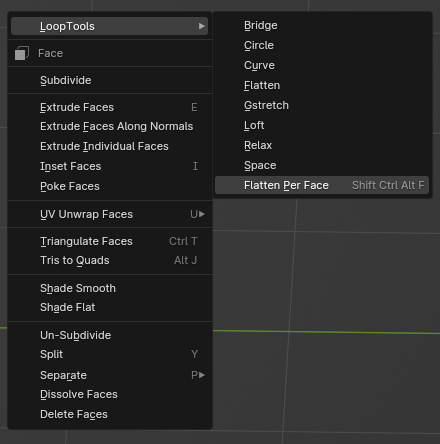 LoopTools
Face
Subdivide
Extrude Faces E
Extrude Faces Along Normals
Extrude Individual Faces
Inset Faces I
Poke Faces
UV Unwrap Faces U
Triangulate Faces Ctrl T
Tris to Quads Alt J
Shade Smooth
Shade Flat
Un-Subdivide
Split Y
Separate P
Dissolve Faces
Delete Faces
Bridge
Circle
Curve
Flatten
Gstretch
Loft
Relax
Space
Flatten Per Face Shift Ctrl Alt F